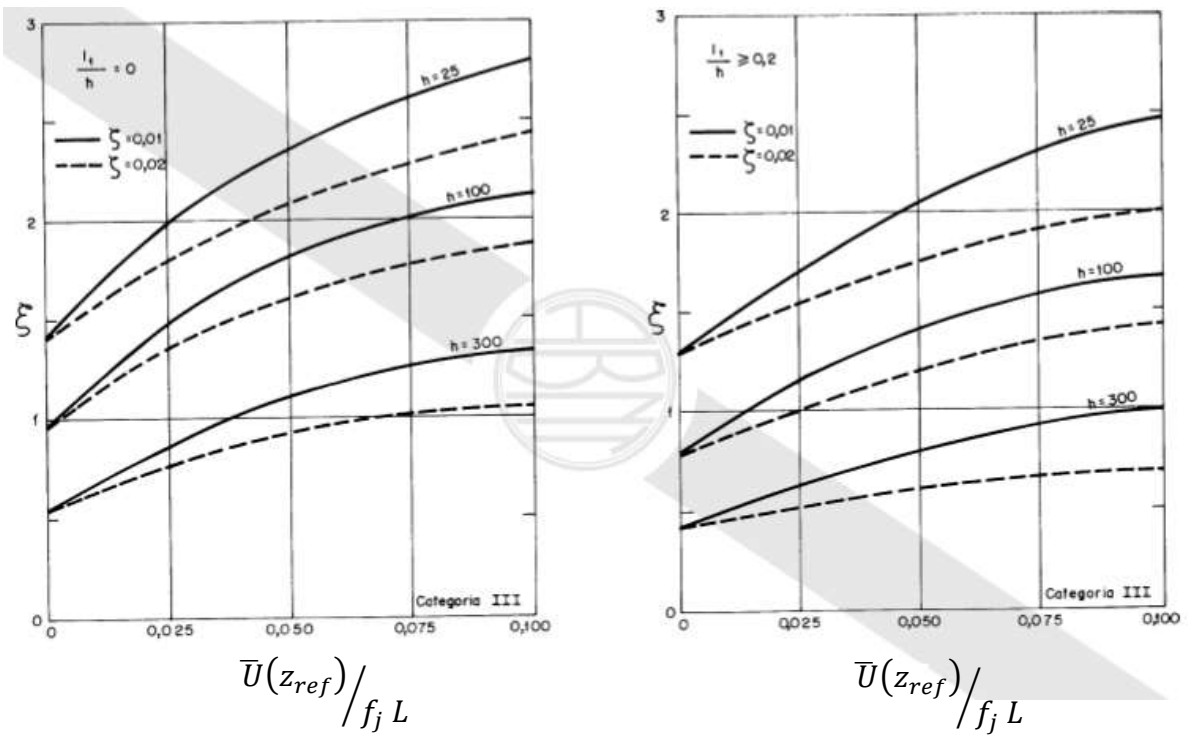 3
l₁/h = 0
ζ=0,01
ζ=0,02
h=25
2
h=100
ξ
h=300
1
Categoria III
0
0 0,025 0,050 0,075 0,100
U̅(z_ref)/f_j L
3
l₁/h ≥0,2
ζ=0,01
ζ=0,02
h=25
2
h=100
ξ
1
h=300
Categoria III
0
0 0,025 0,050 0,075 0,100
U̅(z_ref)/f_j L